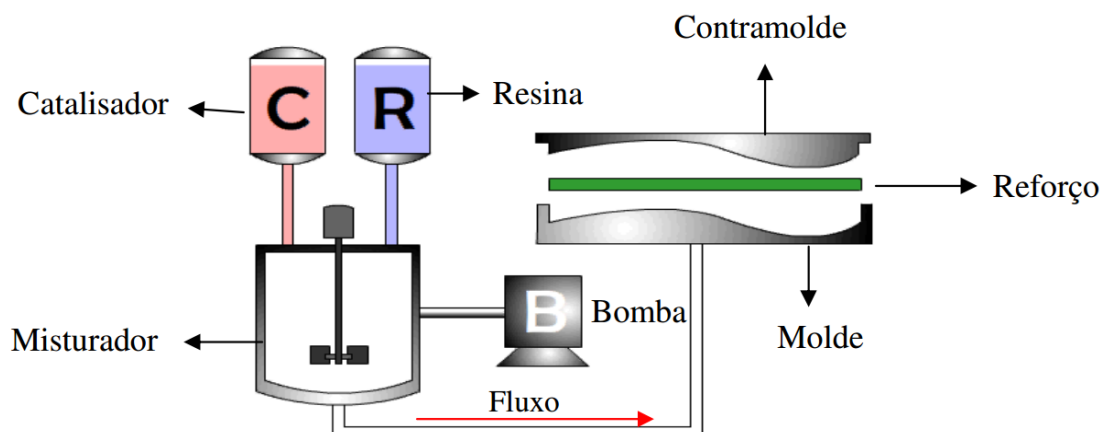 Contramolde
Catalisador
C
R
Resina
Reforço
Misturador
B
Bomba
Molde
Fluxo